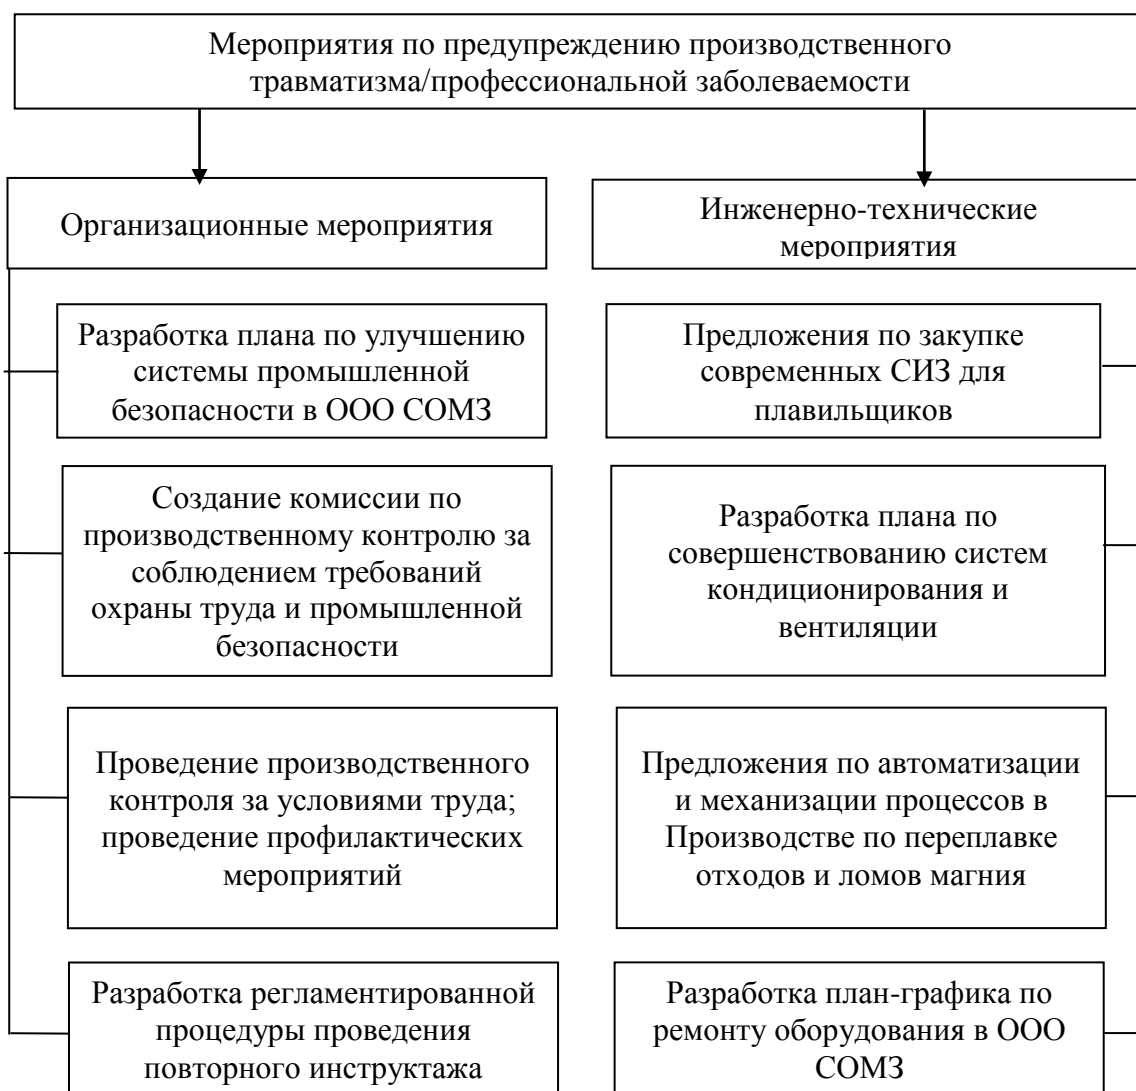 Мероприятия по предупреждению производственного
травматизма/профессиональной заболеваемости
Организационные мероприятия
Инженерно-технические
мероприятия
Разработка плана по улучшению
системы промышленной
безопасности в ООО СОМЗ
Предложения по закупке
современных СИЗ для
плавильщиков
Создание комиссии по
производственному контролю за
соблюдением требований
охраны труда и промышленной
безопасности
Разработка плана по
совершенствованию систем
кондиционирования и
вентиляции
Проведение производственного
контроля за условиями труда;
проведение профилактических
мероприятий
Предложения по автоматизации
и механизации процессов в
Производстве по переплавке
отходов и ломов магния
Разработка регламентированной
процедуры проведения
повторного инструктажа
Разработка план-графика по
ремонту оборудования в ООО
СОМЗ